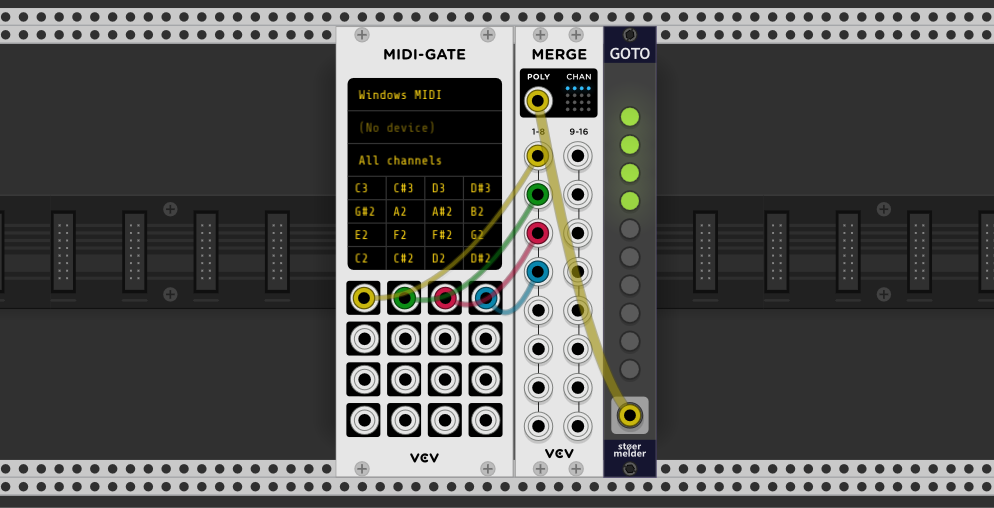 MIDI-GATE
Windows MIDI
(No device)
All channels
C3 C#3 D3 D#3
G#2 A2 A#2 B2
E2 F2 F#2 G2
C2 C#2 D2 D#2
VCV
MERGE
POLY CHAN
1-8 9-16
VCV
GOTO
støer
melder